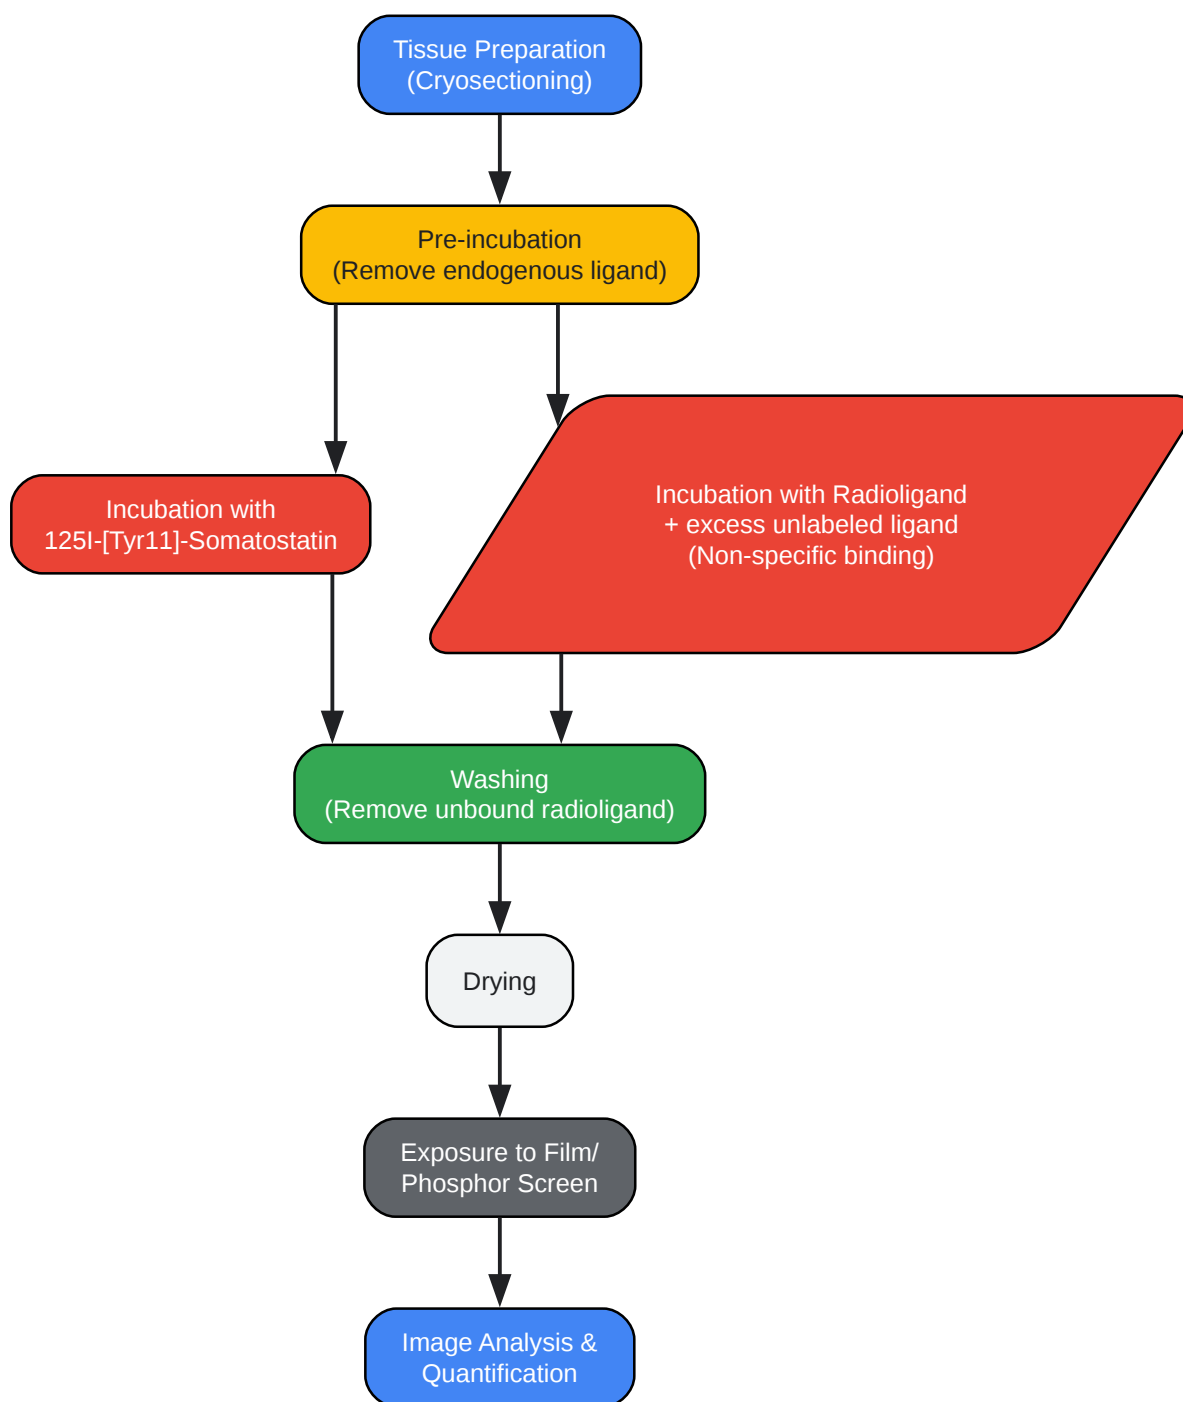 Tissue Preparation
(Cryosectioning)
Pre-incubation
(Remove endogenous ligand)
Incubation with
125I-[Tyr11]-Somatostatin
Incubation with Radioligand
+ excess unlabeled ligand
(Non-specific binding)
Washing
(Remove unbound radioligand)
Drying
Exposure to Film/
Phosphor Screen
Image Analysis &
Quantification